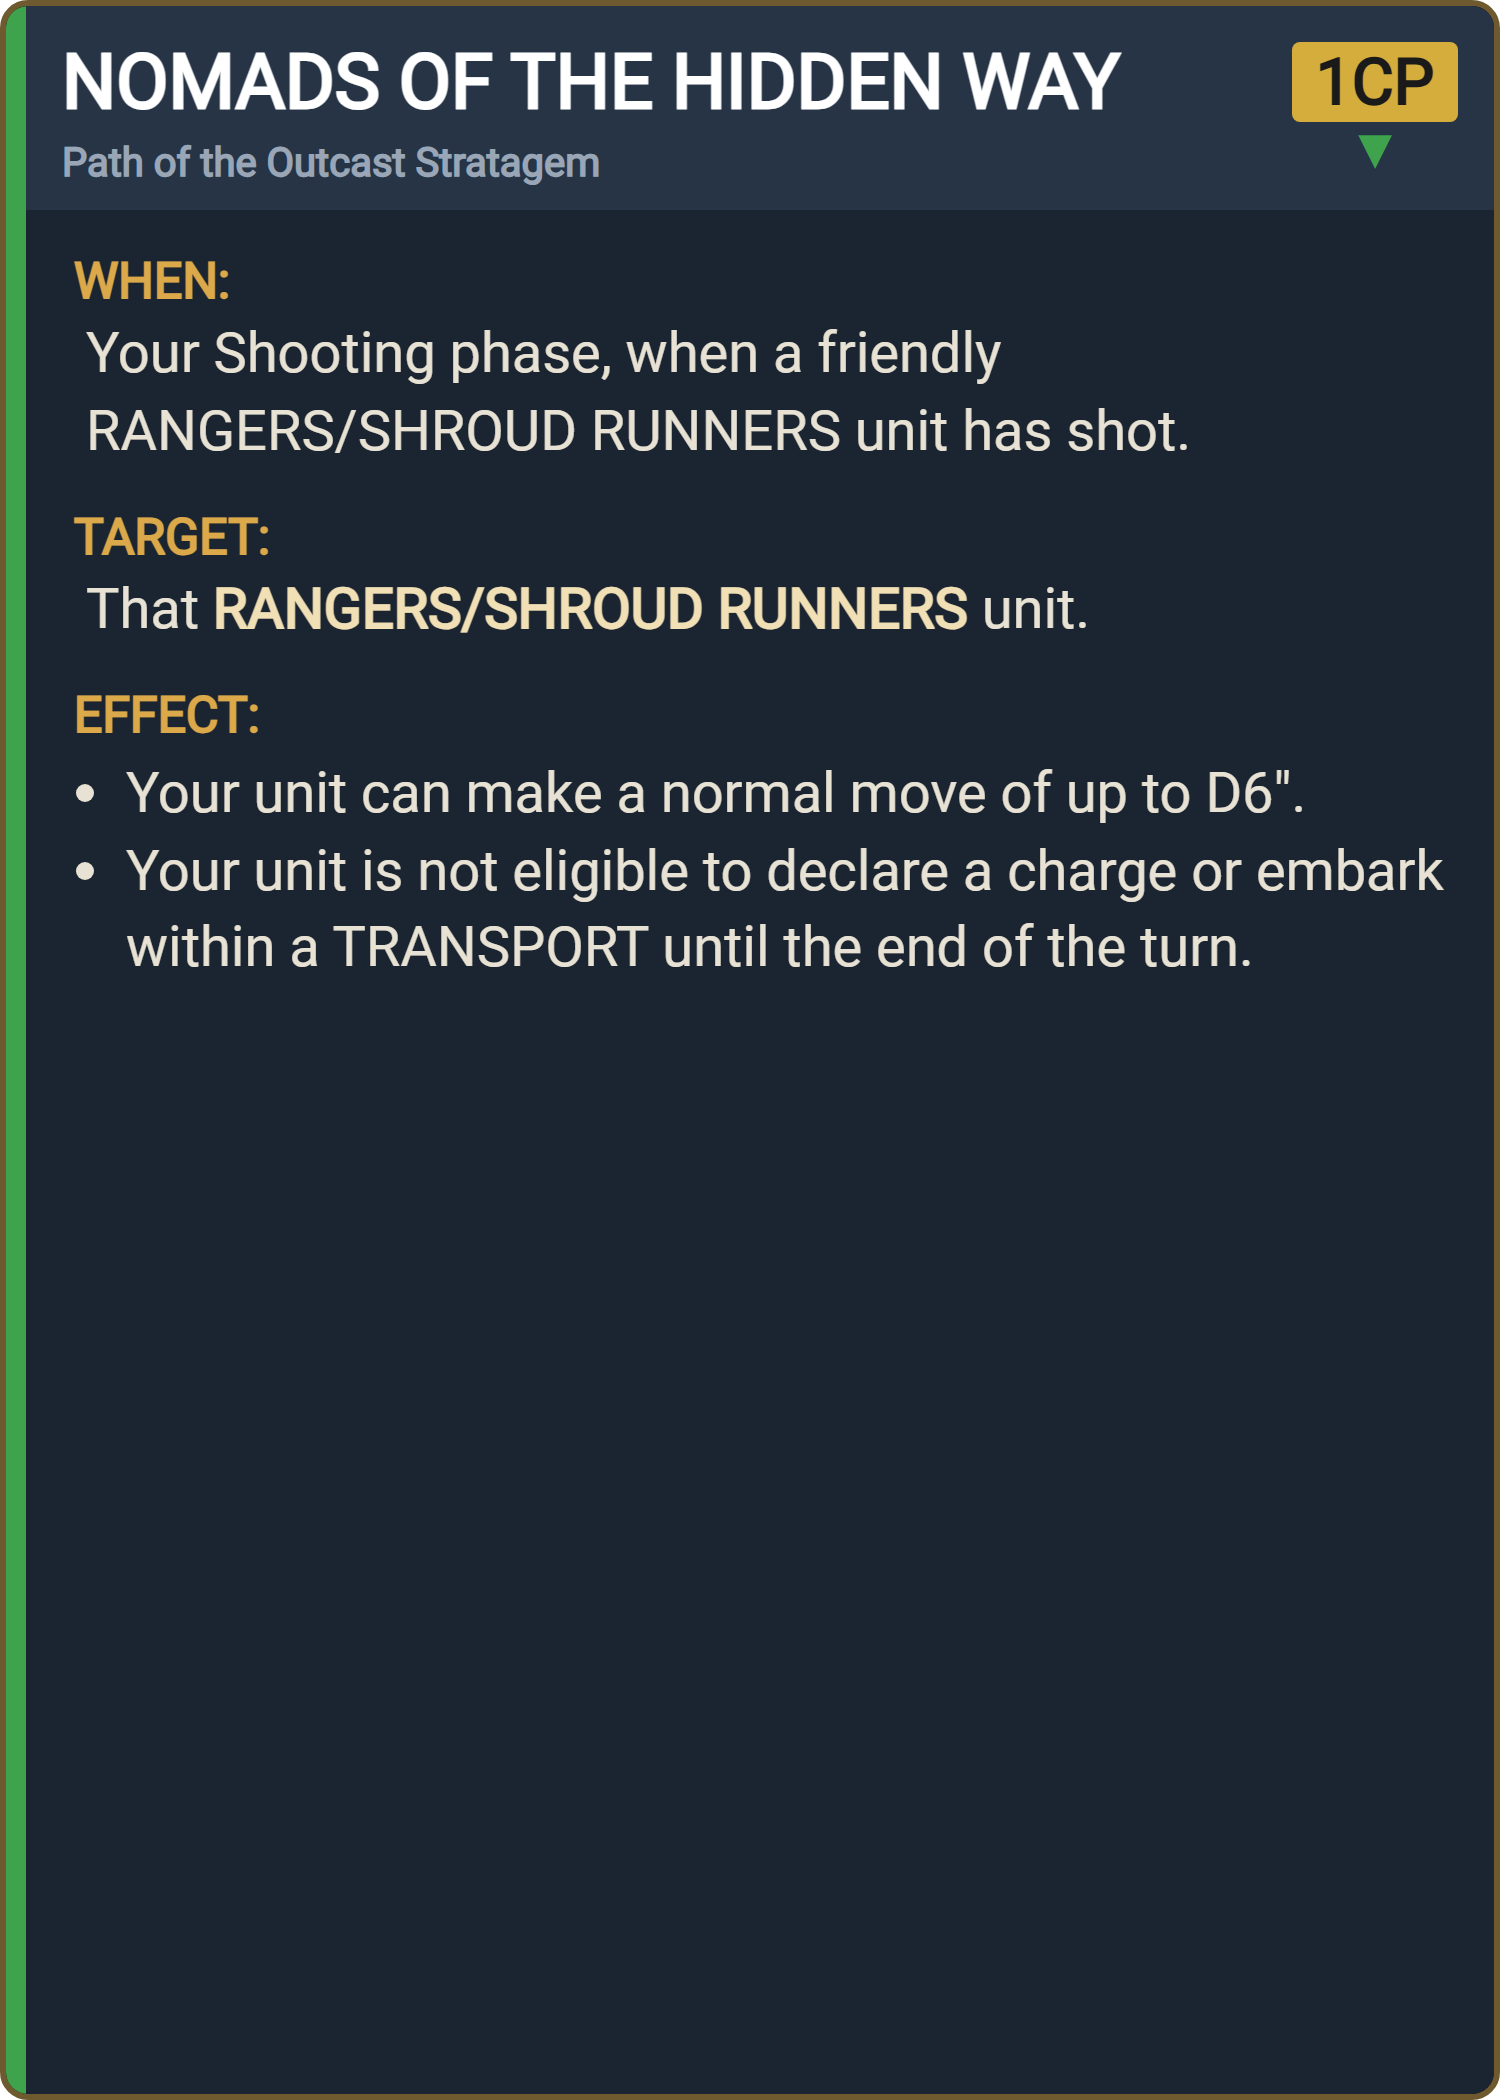 NOMADS OF THE HIDDEN WAY
1CP
Path of the Outcast Stratagem
WHEN:
Your Shooting phase, when a friendly
RANGERS/SHROUD RUNNERS unit has shot.
TARGET:
That RANGERS/SHROUD RUNNERS unit.
EFFECT:
• Your unit can make a normal move of up to D6".
• Your unit is not eligible to declare a charge or embark
within a TRANSPORT until the end of the turn.